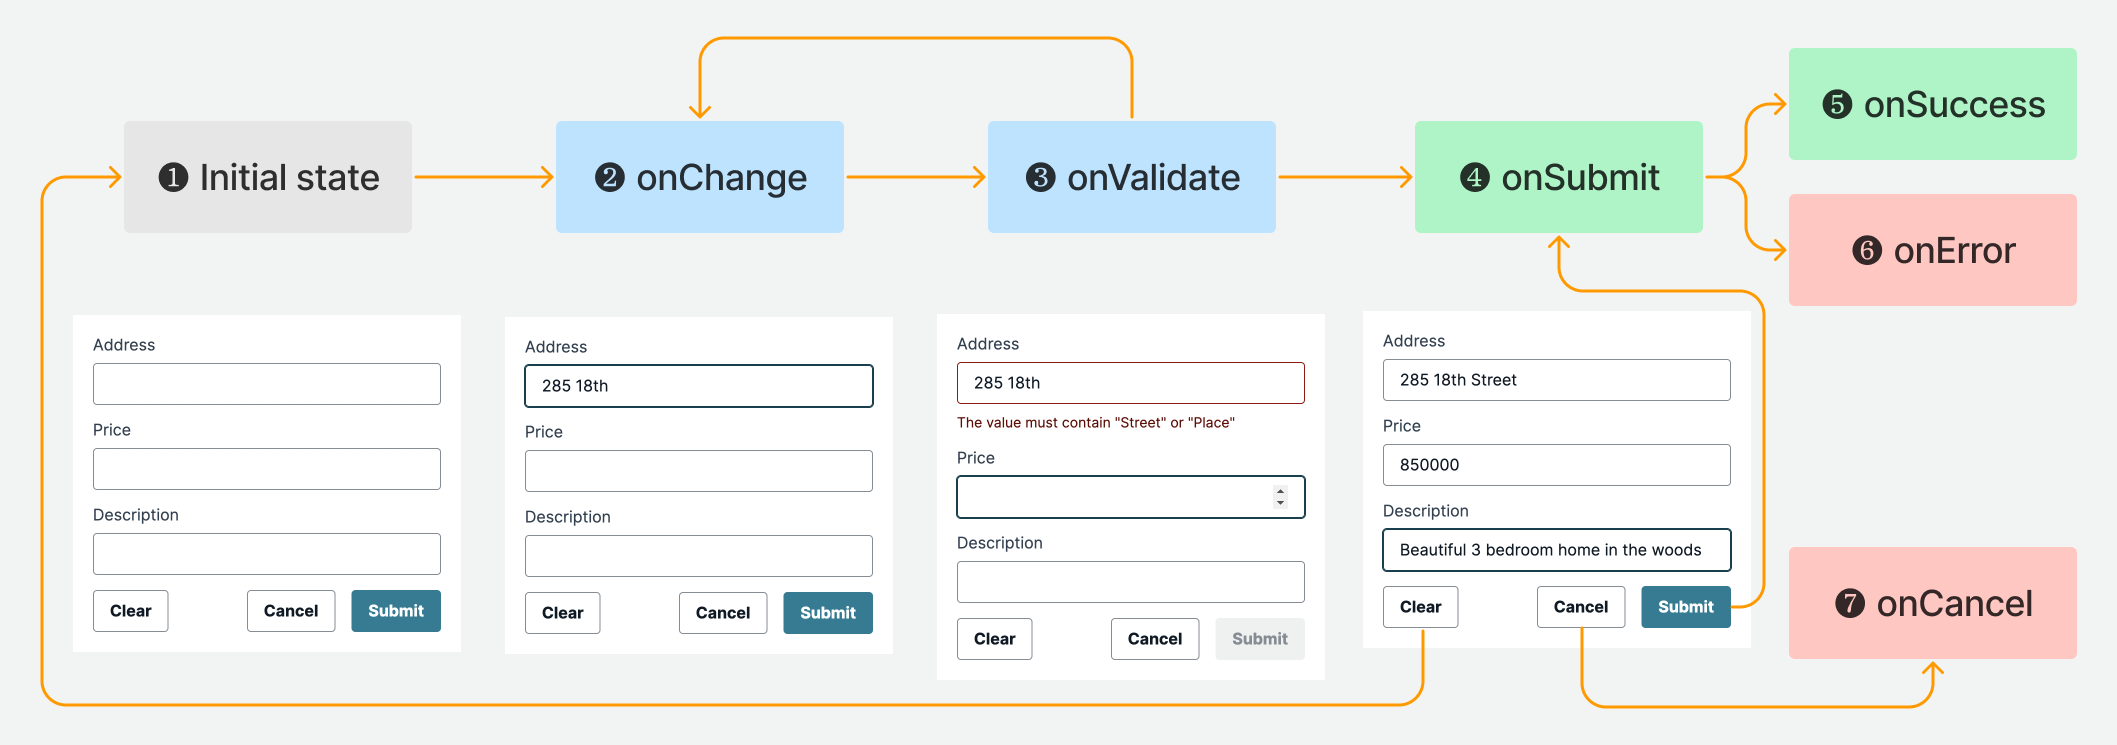 ❶ Initial state
❷ onChange
❸ onValidate
❹ onSubmit
❺ onSuccess
❻ onError
Address
Price
Description
Clear
Cancel
Submit
Address
285 18th
Price
Description
Clear
Cancel
Submit
Address
285 18th
The value must contain "Street" or "Place"
Price
Description
Clear
Cancel
Submit
Address
285 18th Street
Price
850000
Description
Beautiful 3 bedroom home in the woods
Clear
Cancel
Submit
❼ onCancel